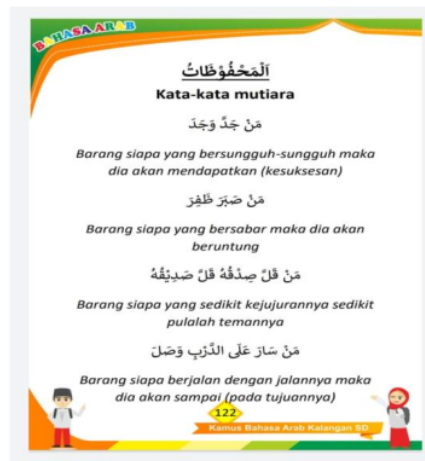 BAHASA ARAB
اَلْمَحْفُوْظَاتُ
Kata-kata mutiara
مَنْ جَدَّ وَجَدَ
Barang siapa yang bersungguh-sungguh maka
dia akan mendapatkan (kesuksesan)
مَنْ صَبَرَ ظَفِرَ
Barang siapa yang bersabar maka dia akan
beruntung
مَنْ قَلَّ صِدْقُهُ قَلَّ صَدِيْقُهُ
Barang siapa yang sedikit kejujurannya sedikit
pulalah temannya
مَنْ سَارَ عَلَى الدَّرْبِ وَصَلَ
Barang siapa berjalan dengan jalannya maka
dia akan sampai (pada tujuannya)
122
Kamus Bahasa Arab Kalangan SD